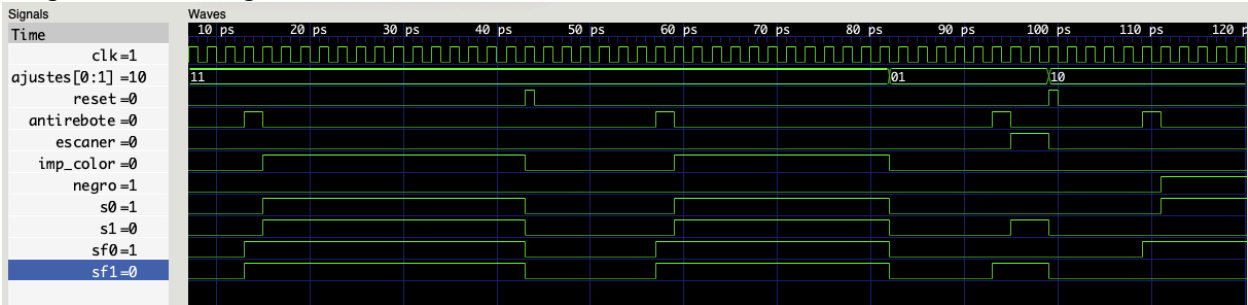 Signals
Waves
Time
10 ps 20 ps 30 ps 40 ps 50 ps 60 ps 70 ps 80 ps 90 ps 100 ps 110 ps 120 p
clk=1
ajustes[0:1] =10
11 01 10
reset=0
antirebote=0
escaner=0
imp_color=0
negro=1
s0=1
s1=0
sf0=1
sf1=0